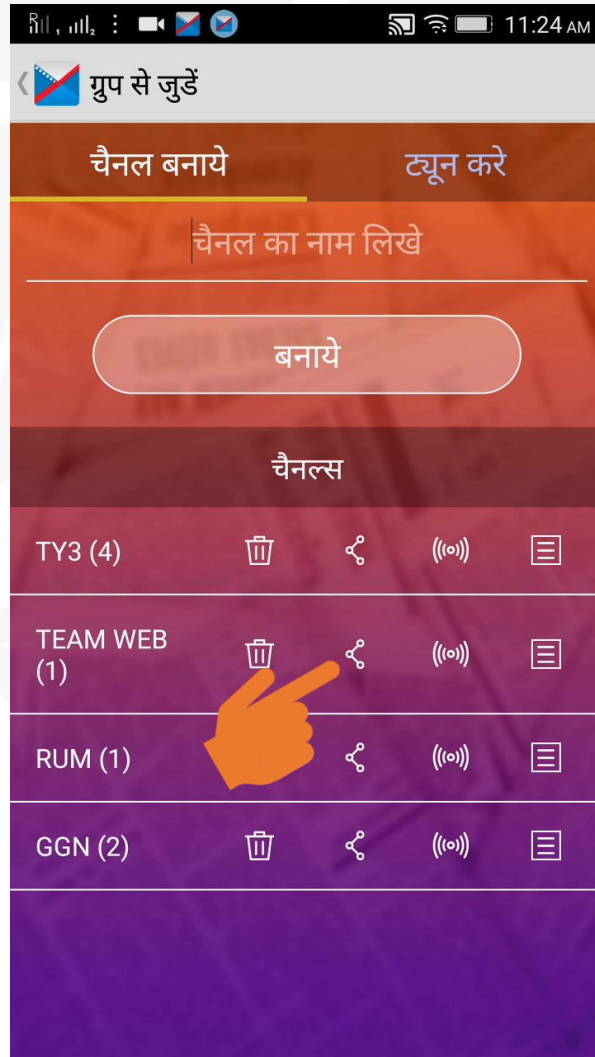 11:24 AM
ग्रुप से जुडें
चैनल बनाये ट्यून करे
चैनल का नाम लिखे
बनाये
चैनल्स
TY3 (4)
TEAM WEB
(1)
RUM (1)
GGN (2)